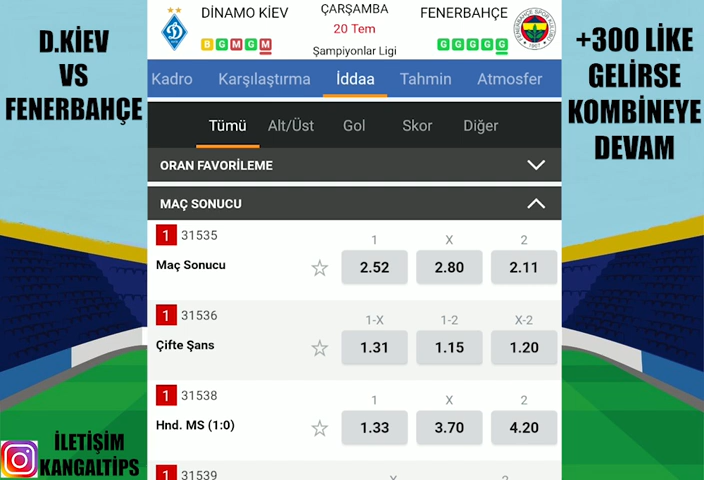 D.KİEV
VS
FENERBAHÇE
DİNAMO KİEV
B G M G M
ÇARŞAMBA
20 Tem
Şampiyonlar Ligi
FENERBAHÇE
G G G G G
+300 LİKE
GELİRSE
KOMBİNEYE
DEVAM
Kadro Karşılaştırma İddaa Tahmin Atmosfer
Tümü Alt/Üst Gol Skor Diğer
ORAN FAVORİLEME
MAÇ SONUCU
1 31535
Maç Sonucu
1 X 2
2.52 2.80 2.11
1 31536
Çifte Şans
1-X 1-2 X-2
1.31 1.15 1.20
1 31538
Hnd. MS (1:0)
1 X 2
1.33 3.70 4.20
1 31539
X 2
İLETİŞİM
KANGALTİPS